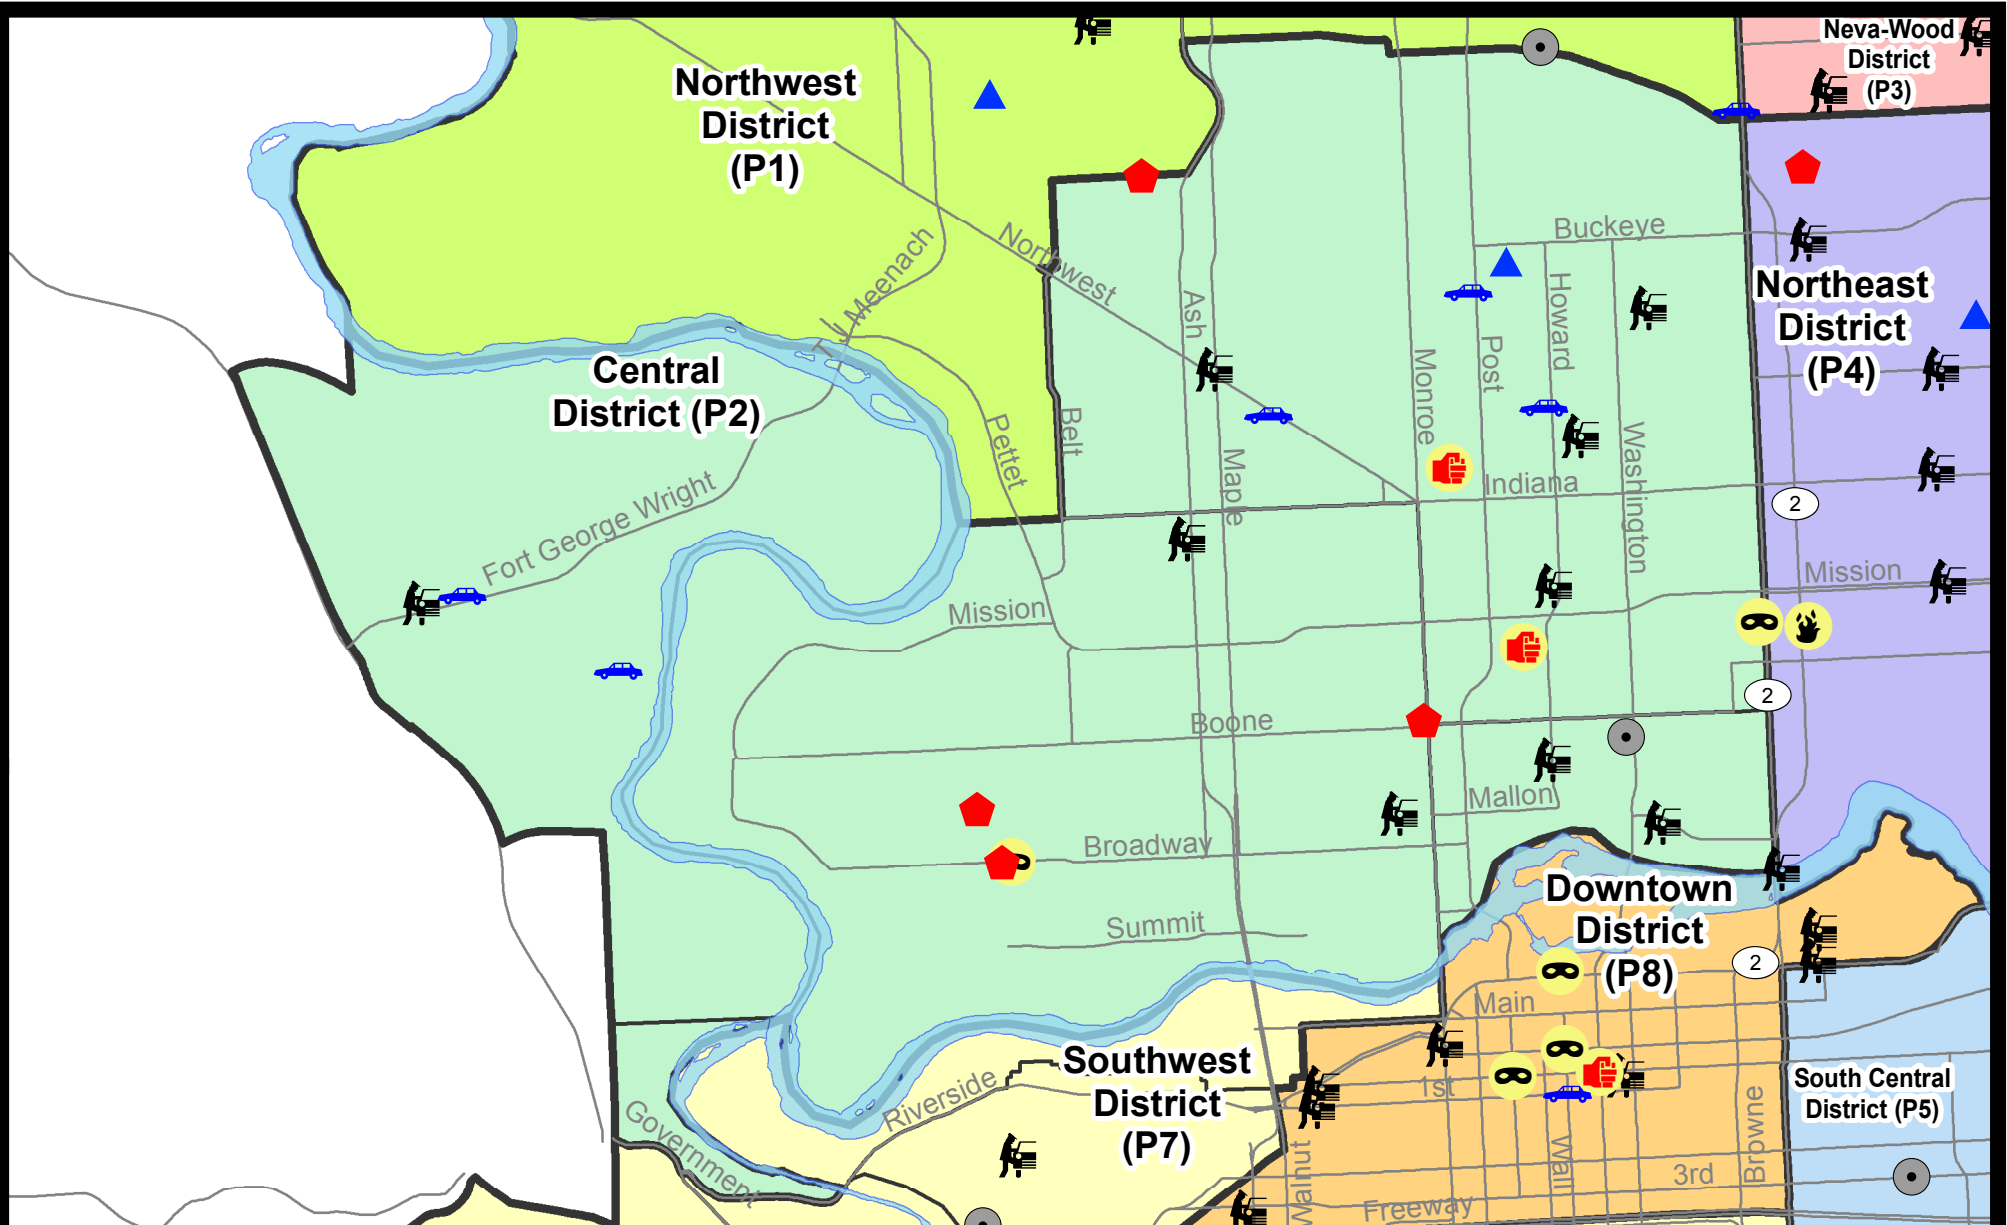 Northwest
District
(P1)
Neva-Wood
District
(P3)
Buckeye
Northwest
T J Meenach
Ash
Howard
Northeast
District
(P4)
Central
District (P2)
Post
Monroe
Belt
Pettet
Maple
Washington
Indiana
2
Fort George Wright
Mission
Mission
2
Boone
Mallon
Broadway
Downtown
District
(P8)
Summit
2
Main
Southwest
District
(P7)
1st
South Central
District (P5)
Riverside
Government
Walnut
Wall
Browne
3rd
Freeway